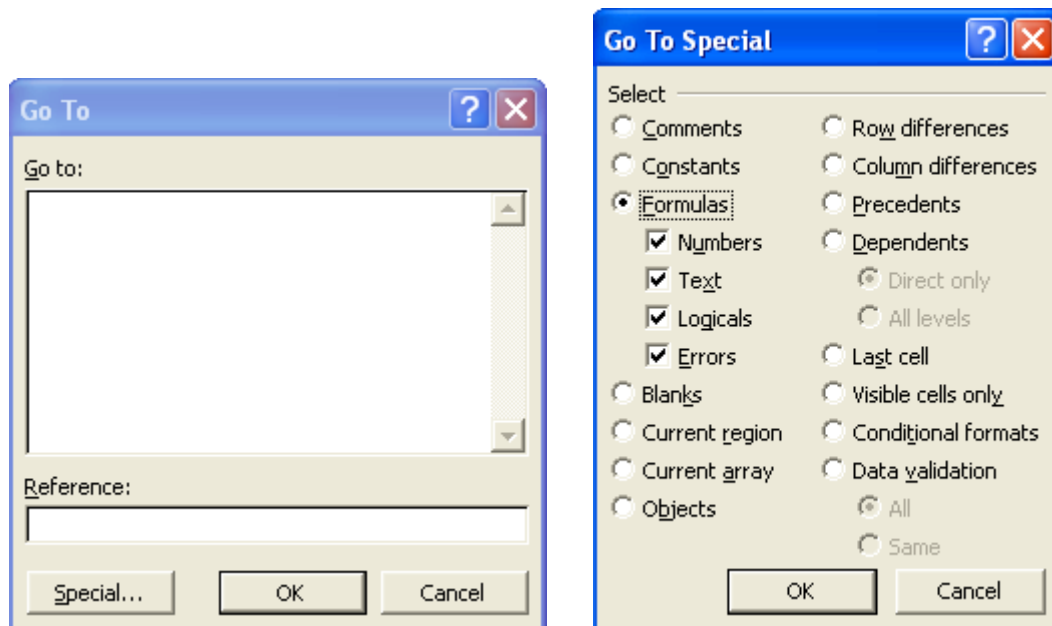 Go To
Go to:
Reference:
Special...
OK
Cancel
Go To Special
Select
Comments
Constants
Formulas
Numbers
Text
Logicals
Errors
Blanks
Current region
Current array
Objects
Row differences
Column differences
Precedents
Dependents
Direct only
All levels
Last cell
Visible cells only
Conditional formats
Data validation
All
Same
OK
Cancel